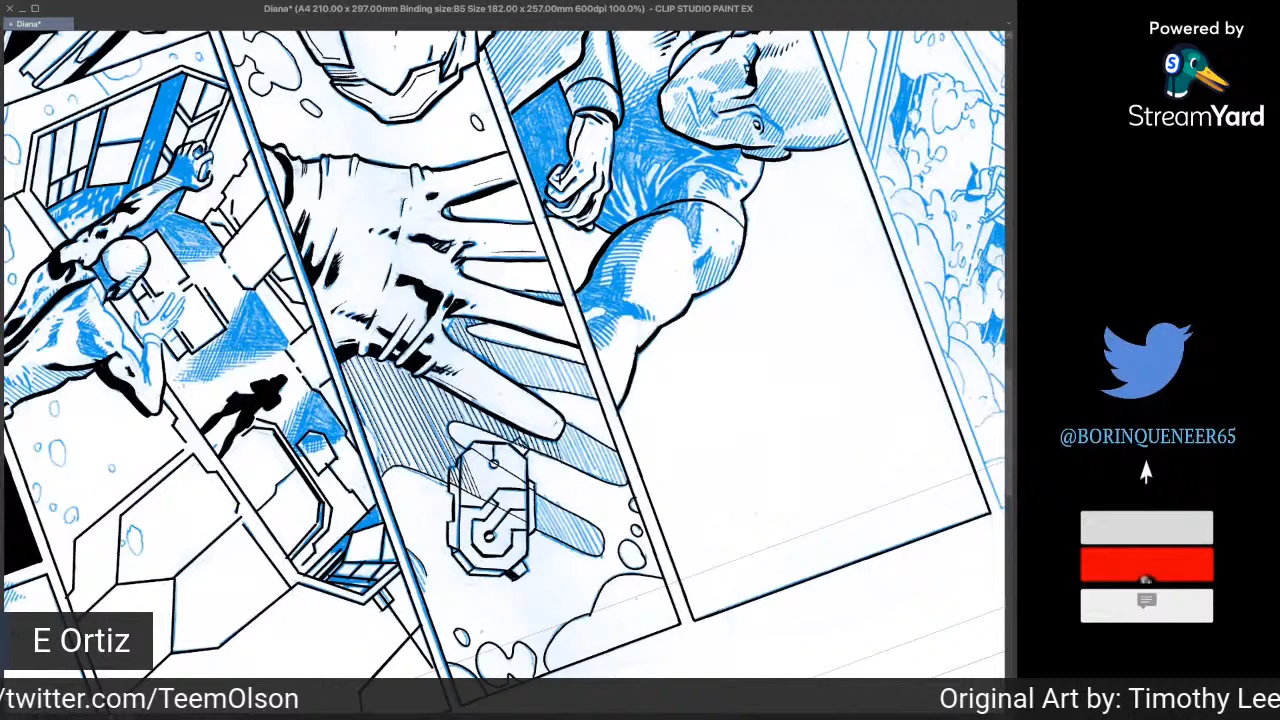 Diana* (A4 210.00 x 297.00mm Binding size:B5 Size 182.00 x 257.00mm 600dpi 100.0%) - CLIP STUDIO PAINT EX
Diana*
Powered by
S
StreamYard
@BORINQUENEER65
E Ortiz
/twitter.com/TeemOlson
Original Art by: Timothy Lee